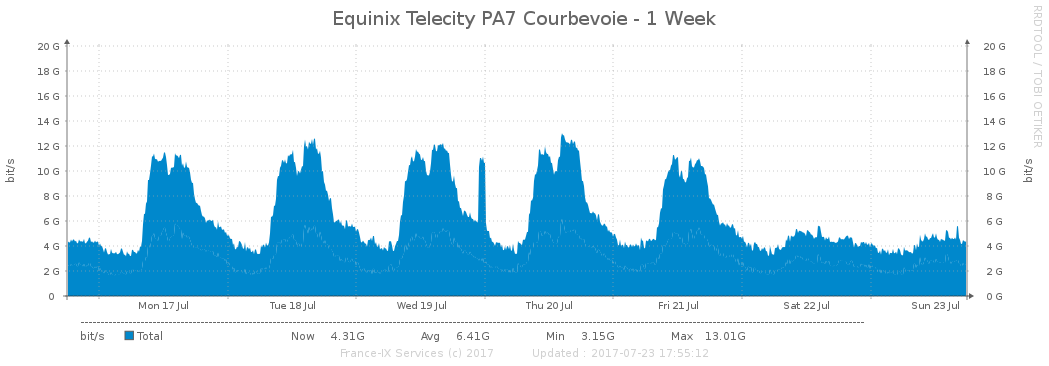 Equinix Telecity PA7 Courbevoie - 1 Week
RRDTOOL / TOBI OETIKER
bit/s
bit/s
20 G 20 G
18 G 18 G
16 G 16 G
14 G 14 G
12 G 12 G
10 G 10 G
8 G 8 G
6 G 6 G
4 G 4 G
2 G 2 G
0 0 G
Mon 17 Jul Tue 18 Jul Wed 19 Jul Thu 20 Jul Fri 21 Jul Sat 22 Jul Sun 23 Jul
bit/s Total Now 4.31G Avg 6.41G Min 3.15G Max 13.01G
France-IX Services (c) 2017 Updated : 2017-07-23 17:55:12